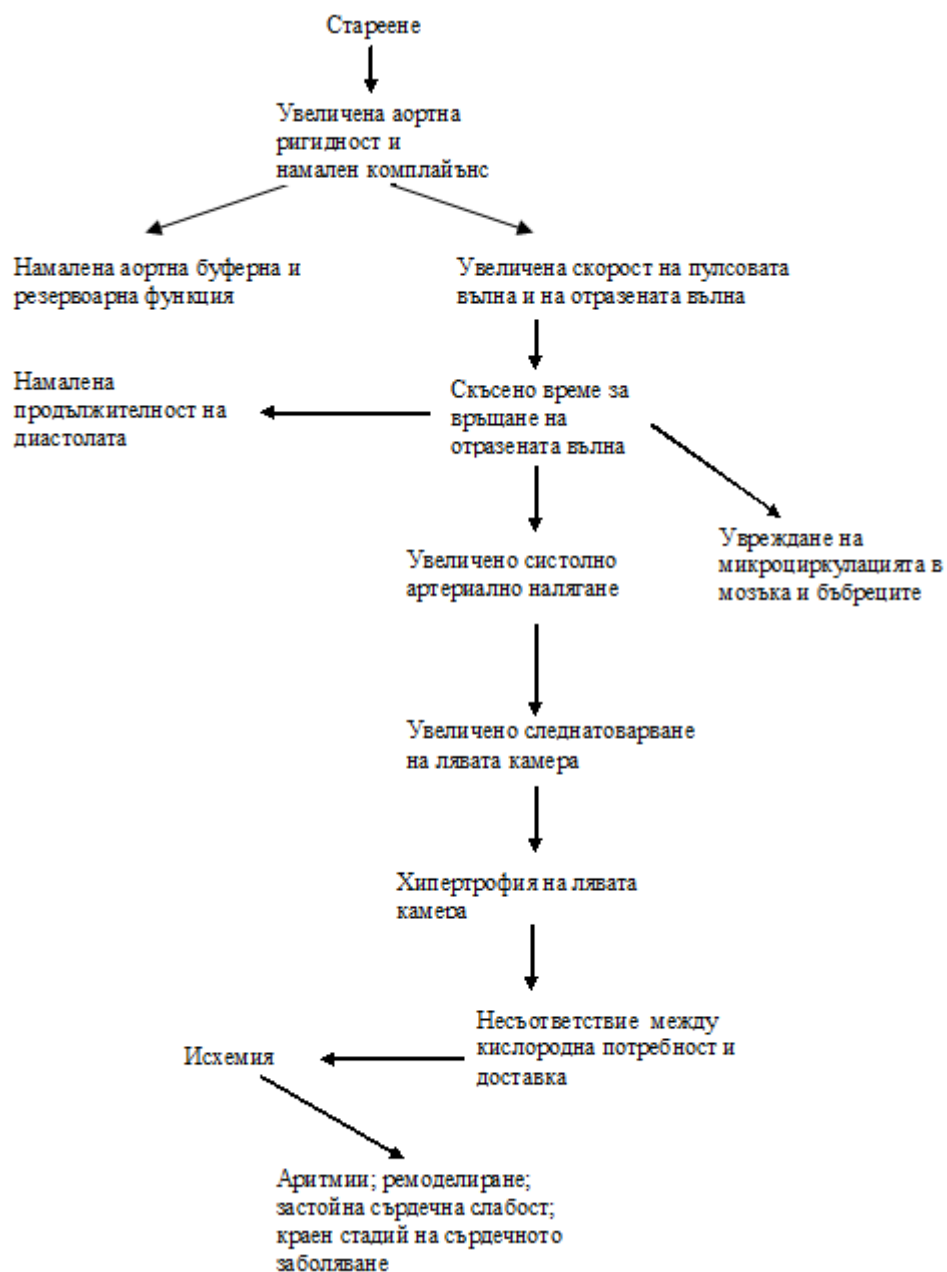 Стареене
Увеличена аортна
ригидност и
намален комплайънс
Намалена аортна буферна и
резервоарна функция
Увеличена скорост на пулсовата
вълна и на отразената вълна
Намалена
продължителност на
диастолата
Скъсено време за
връщане на
отразената вълна
Увреждане на
микроциркулацията в
мозъка и бъбреците
Увеличено систолно
артериално налягане
Увеличено следнатоварване
на лявата камера
Хипертрофия на лявата
камера
Несъответствие между
кислородна потребност и
доставка
Исхемия
Аритмии; ремоделиране;
застойна сърдечна слабост;
краен стадий на сърдечното
заболяване